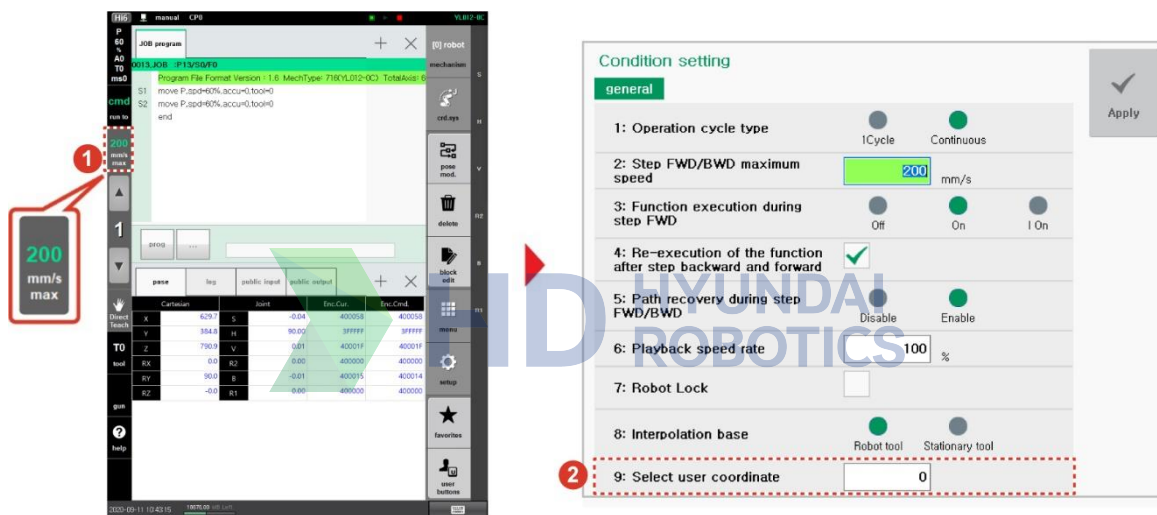 Hi6 manual CP0 YL012-0C
P
60
%
A0
T0
ms0
JOB program
[0] robot
0013.JOB :P13/S0/F0
mechanism
Program File Format Version : 1.6 MechType: 716(YL012-0C) TotalAxis: 6
S
S1 move P,spd=60%,accu=0,tool=0
S2 move P,spd=60%,accu=0,tool=0
end
cmd
run to
crd.sys
H
1
200
mm/s
max
pose
mod.
V
200
mm/s
max
1
delete
R2
prog ...
block
edit
B
pose log public input public output
Cartesian Joint Enc.Cur. Enc.Cmd.
X 629.7 S -0.04 400058 400058
Y 384.8 H 90.00 3FFFFF 3FFFFF
Z 790.9 V 0.01 40001F 40001F
RX 0.0 R2 0.00 400000 400000
RY 90.0 B -0.01 400015 400014
RZ -0.0 R1 0.00 400000 400000
Direct
Teach
T0
tool
gun
help
menu
R1
setup
favorites
user
buttons
2020-09-11 10:43:15
Condition setting
general
Apply
1: Operation cycle type
1Cycle Continuous
2: Step FWD/BWD maximum
speed
200 mm/s
3: Function execution during
step FWD
Off On I On
4: Re-execution of the function
after step backward and forward
5: Path recovery during step
FWD/BWD
Disable Enable
6: Playback speed rate
100 %
7: Robot Lock
8: Interpolation base
Robot tool Stationary tool
2
9: Select user coordinate
0
HD HYUNDAI
ROBOTICS